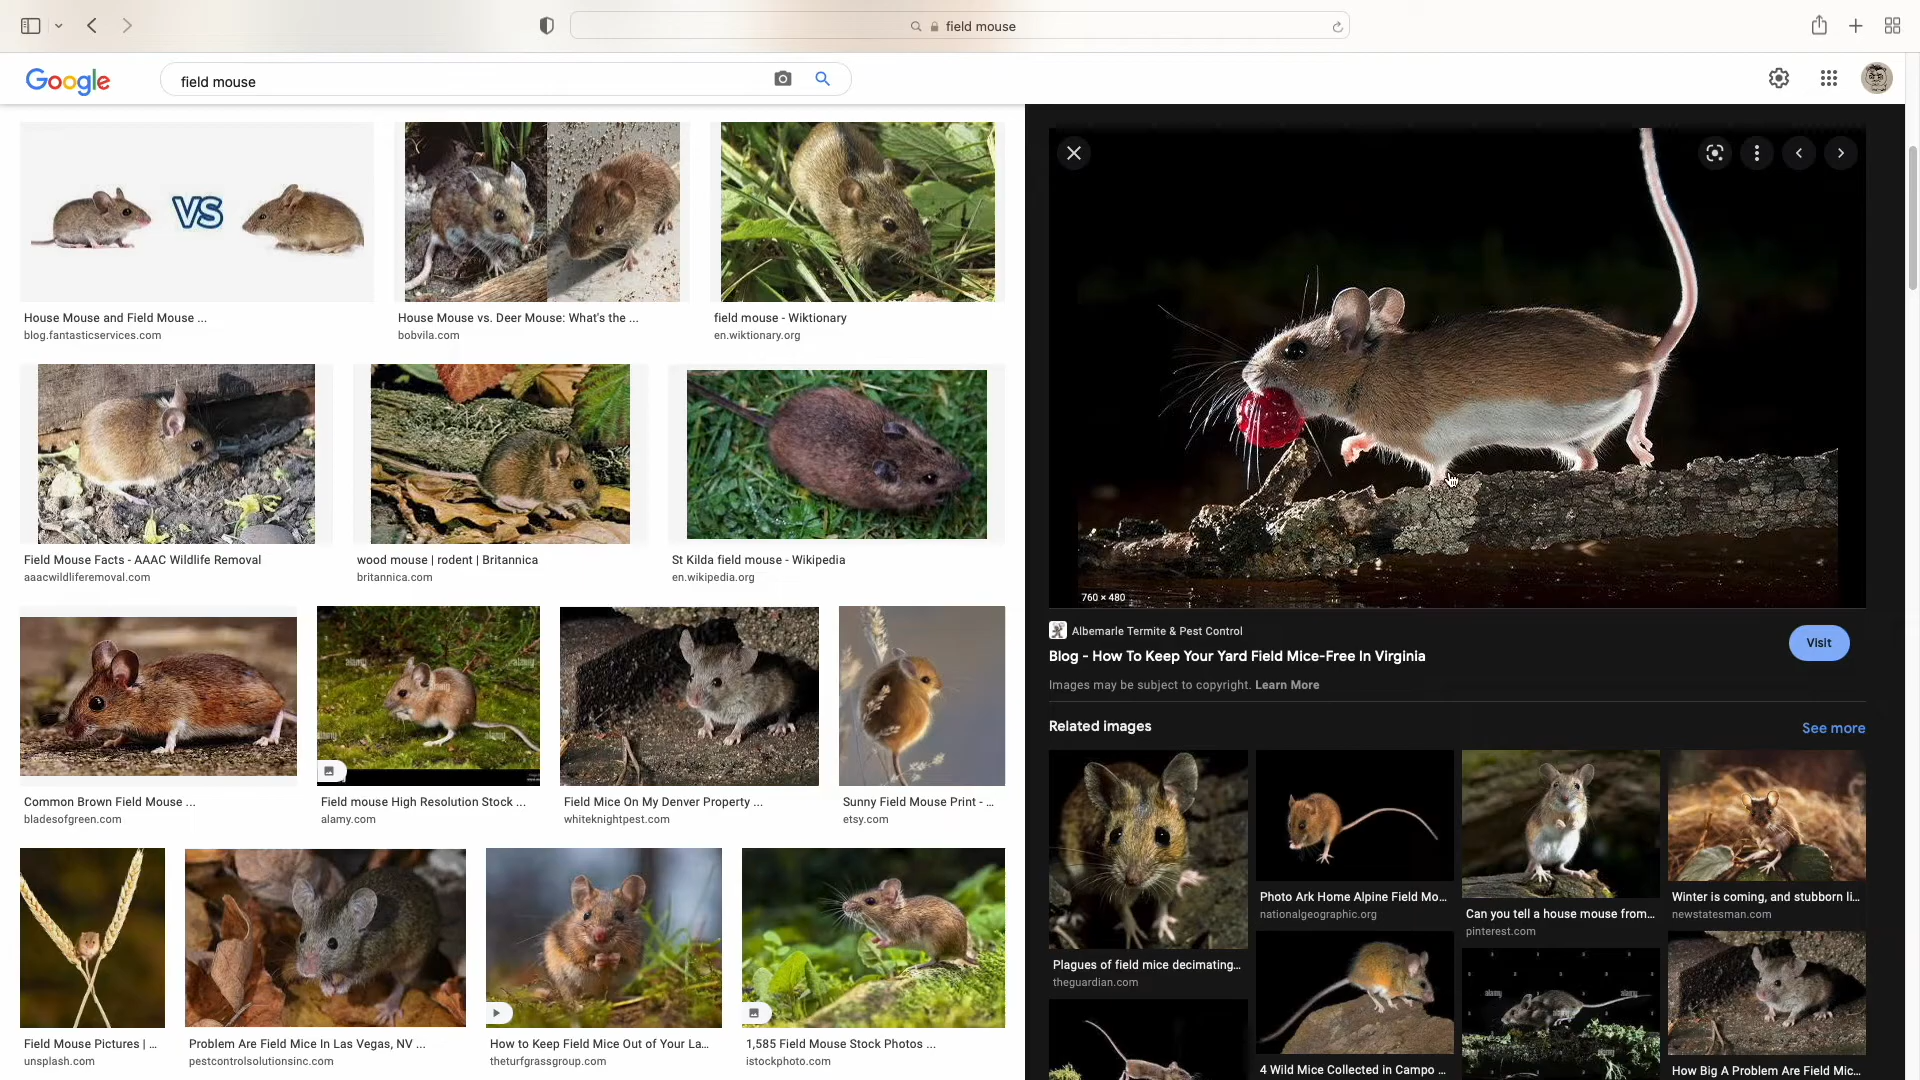 field mouse
Google
field mouse
VS
House Mouse and Field Mouse ...
blog.fantasticservices.com
House Mouse vs. Deer Mouse: What's the ...
bobvila.com
field mouse - Wiktionary
en.wiktionary.org
Field Mouse Facts - AAAC Wildlife Removal
aaacwildliferemoval.com
wood mouse | rodent | Britannica
britannica.com
St Kilda field mouse - Wikipedia
en.wikipedia.org
alamy
alamy
alamy
alamy
Common Brown Field Mouse ...
bladesofgreen.com
Field mouse High Resolution Stock ...
alamy.com
Field Mice On My Denver Property ...
whiteknightpest.com
Sunny Field Mouse Print - ...
etsy.com
Field Mouse Pictures | ...
unsplash.com
Problem Are Field Mice In Las Vegas, NV ...
pestcontrolsolutionsinc.com
How to Keep Field Mice Out of Your La...
theturfgrassgroup.com
1,585 Field Mouse Stock Photos ...
istockphoto.com
760 × 480
Albemarle Termite & Pest Control
Blog - How To Keep Your Yard Field Mice-Free In Virginia
Visit
Images may be subject to copyright. Learn More
Related images
See more
Plagues of field mice decimating...
theguardian.com
Photo Ark Home Alpine Field Mo...
nationalgeographic.org
4 Wild Mice Collected in Campo ...
Can you tell a house mouse from...
pinterest.com
alamy
alamy
alamy
Winter is coming, and stubborn li...
newstatesman.com
How Big A Problem Are Field Mic...